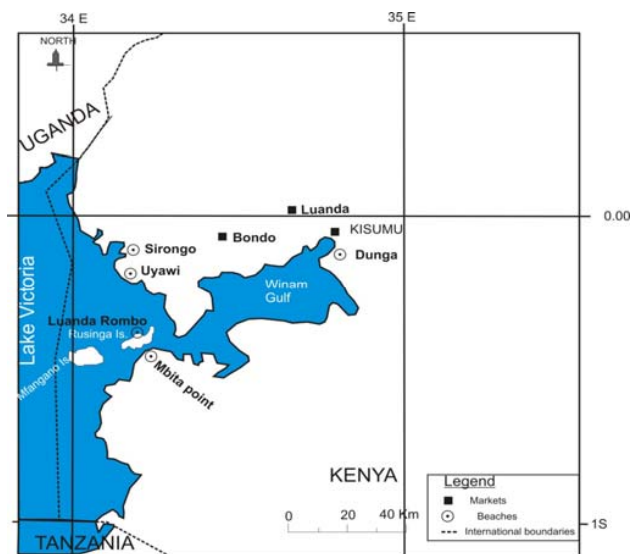 34 E
35 E
NORTH
UGANDA
Luanda
0.00
Bondo
KISUMU
Sirongo
Dunga
Uyawi
Winam
Gulf
Lake Victoria
Luanda Rombo
Rusinga Is.
Mfangano Is
Mbita point
KENYA
Legend
Markets
Beaches
International boundaries
0 20 40 Km
1S
TANZANIA